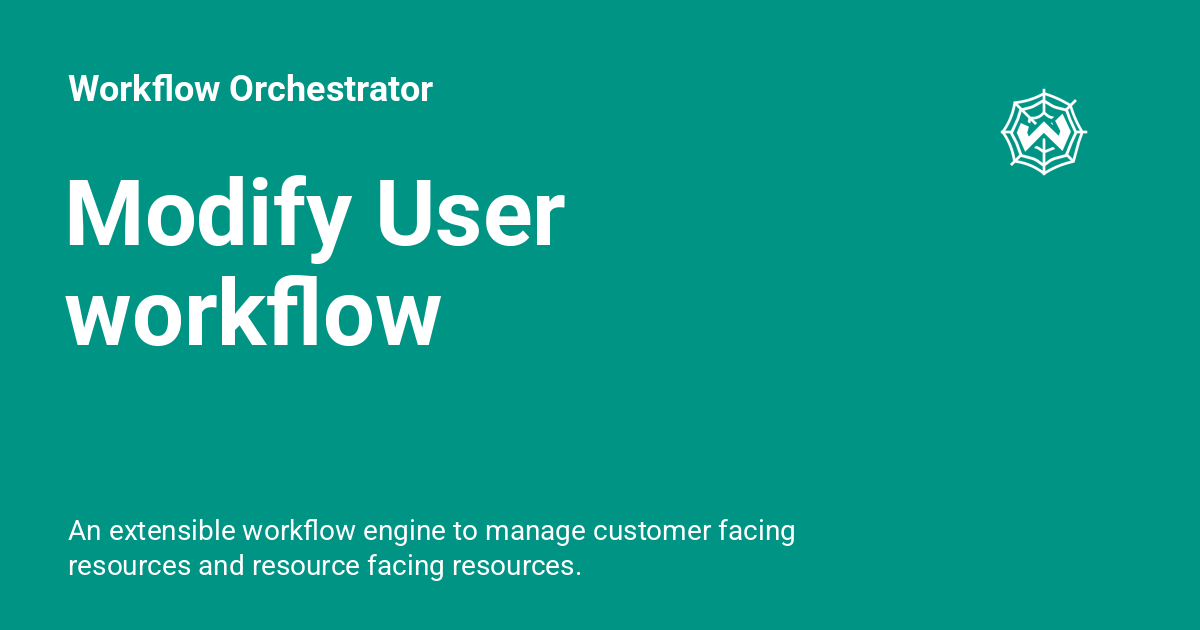 Workflow Orchestrator
Modify User
workflow
An extensible workflow engine to manage customer facing
resources and resource facing resources.